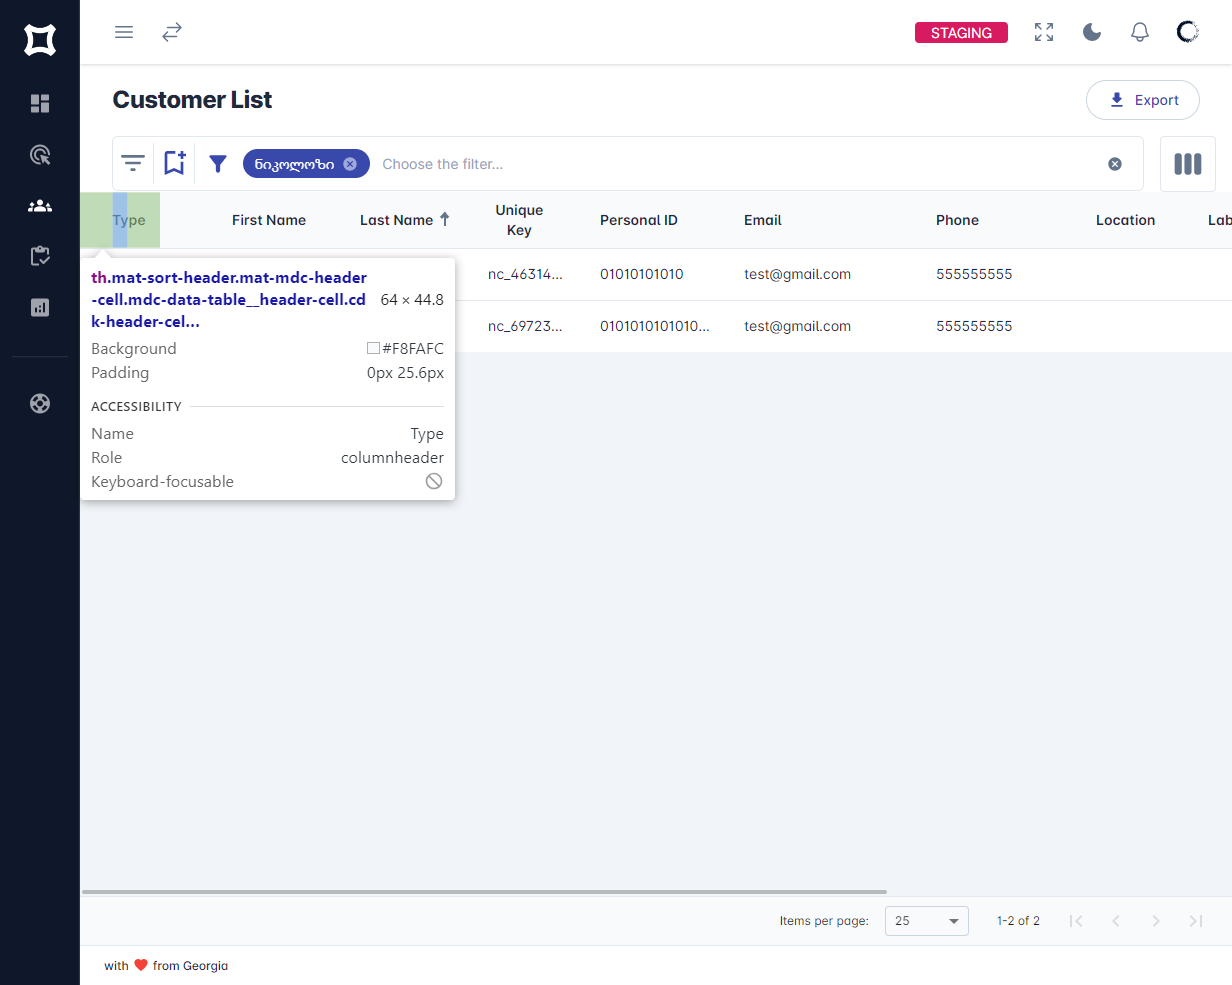 STAGING
Customer List
Export
ნიკოლოზი
Choose the filter...
Type First Name Last Name Unique Key Personal ID Email Phone Location Lab
nc_46314... 01010101010 test@gmail.com 555555555
nc_69723... 0101010101010... test@gmail.com 555555555
th.mat-sort-header.mat-mdc-header
-cell.mdc-data-table__header-cell.cd
k-header-cel...
64 × 44.8
Background #F8FAFC
Padding 0px 25.6px
ACCESSIBILITY
Name Type
Role columnheader
Keyboard-focusable
Items per page: 25 1-2 of 2
with ❤️ from Georgia